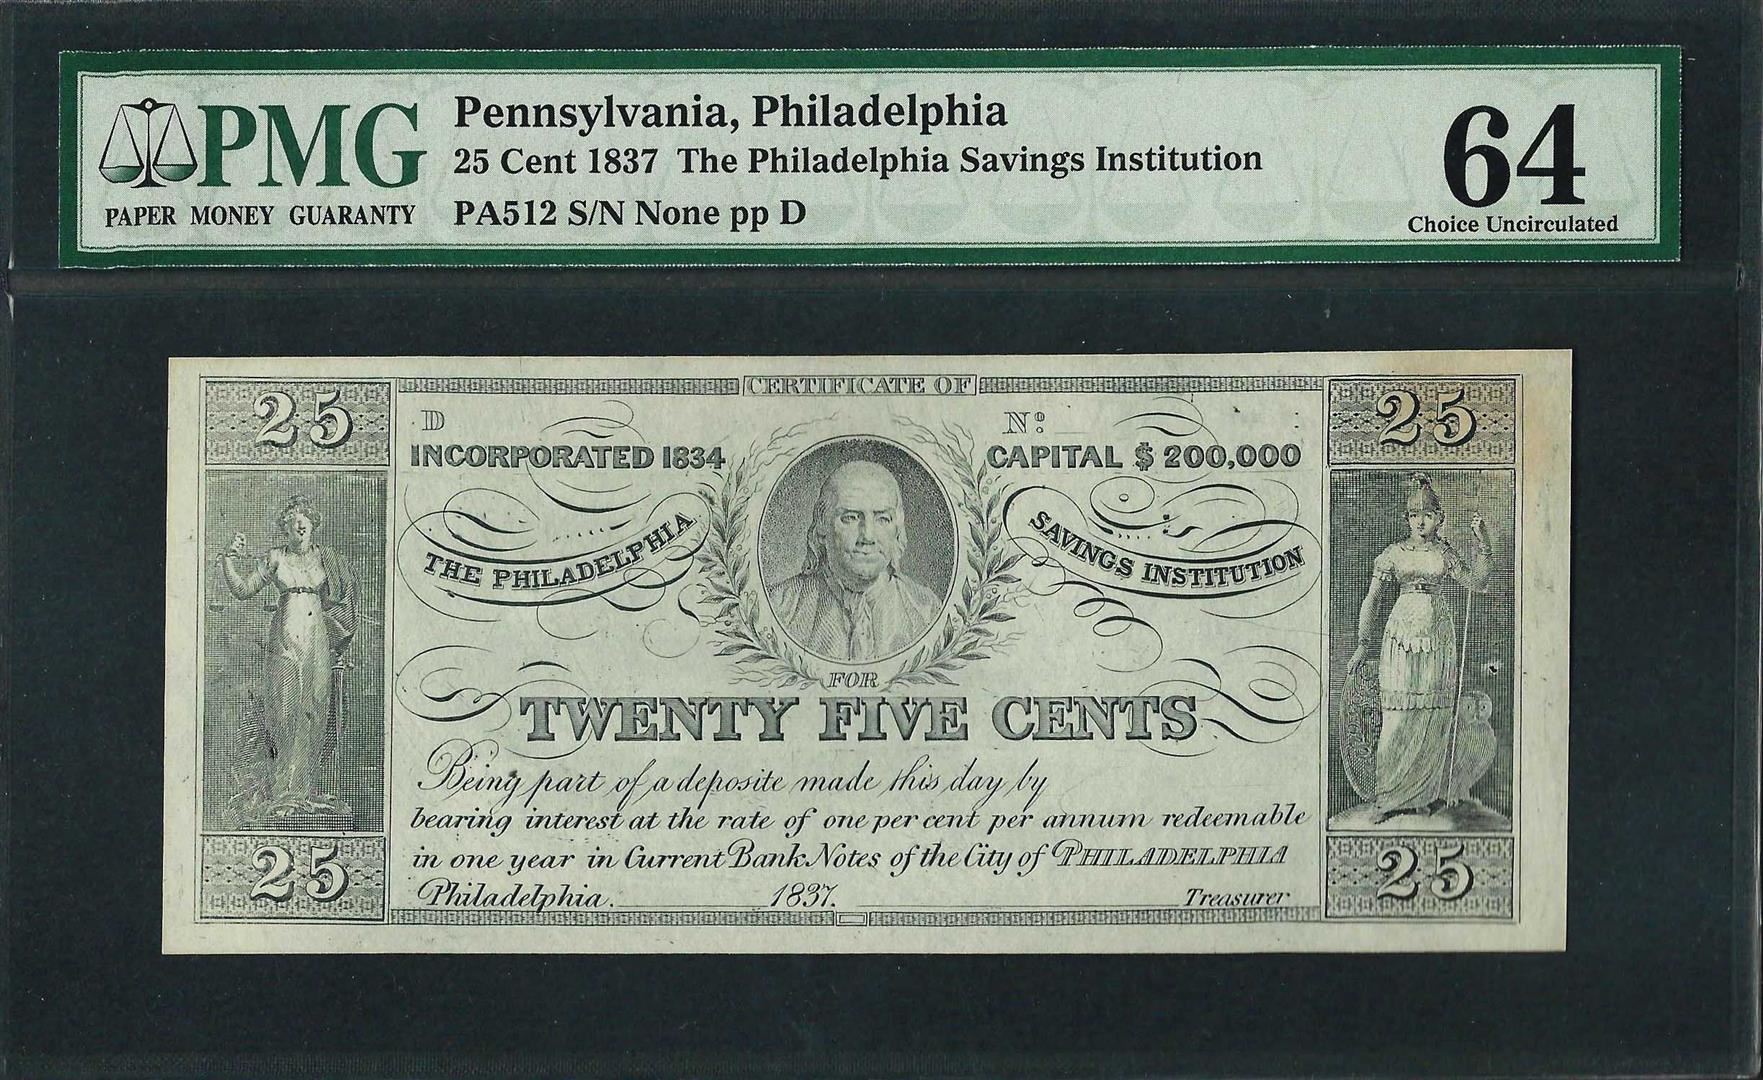 PMG
PAPER MONEY GUARANTY
Pennsylvania, Philadelphia
25 Cent 1837 The Philadelphia Savings Institution
PA512 S/N None pp D
64
Choice Uncirculated
25
CERTIFICATE OF
25
D
Nº
INCORPORATED 1834
CAPITAL $ 200,000
THE PHILADELPHIA
SAVINGS INSTITUTION
FOR
TWENTY FIVE CENTS
Being part of a deposite made this day by
bearing interest at the rate of one per cent per annum redeemable
in one year in Current Bank Notes of the City of PHILADELPHIA
Philadelphia. 1837. Treasurer
25
25